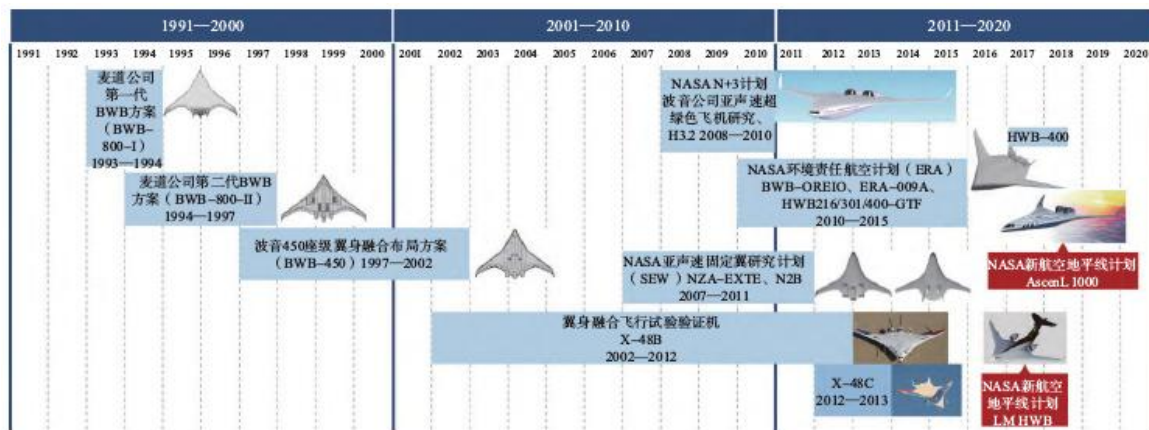 1991—2000
2001—2010
2011—2020
1991 1992 1993 1994 1995 1996 1997 1998 1999 2000 2001 2002 2003 2004 2005 2006 2007 2008 2009 2010 2011 2012 2013 2014 2015 2016 2017 2018 2019 2020
麦道公司
第一代
BWB方案
（BWB-
800-I）
1993—1994
NASA N+3计划
波音公司亚声速超
绿色飞机研究、
H3.2 2008—2010
HWB-400
麦道公司第二代BWB
方案（BWB-800-II）
1994—1997
NASA环境责任航空计划（ERA）
BWB-OREIO、ERA-009A、
HWB216/301/400-GTF
2010—2015
波音450座级翼身融合布局方案
（BWB-450）1997—2002
NASA亚声速固定翼研究计划
（SEW）NZA-EXTE、N2B
2007—2011
NASA新航空地平线计划
AscenL 1000
翼身融合飞行试验验证机
X-48B
2002—2012
X-48C
2012—2013
NASA新航空
地平线计划
LM HWB